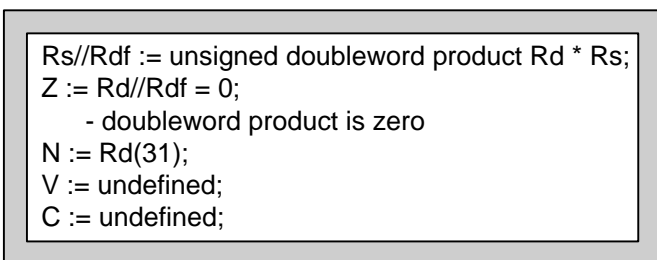 Rs//Rdf := unsigned doubleword product Rd * Rs;
Z := Rd//Rdf = 0;
- doubleword product is zero
N := Rd(31);
V := undefined;
C := undefined;